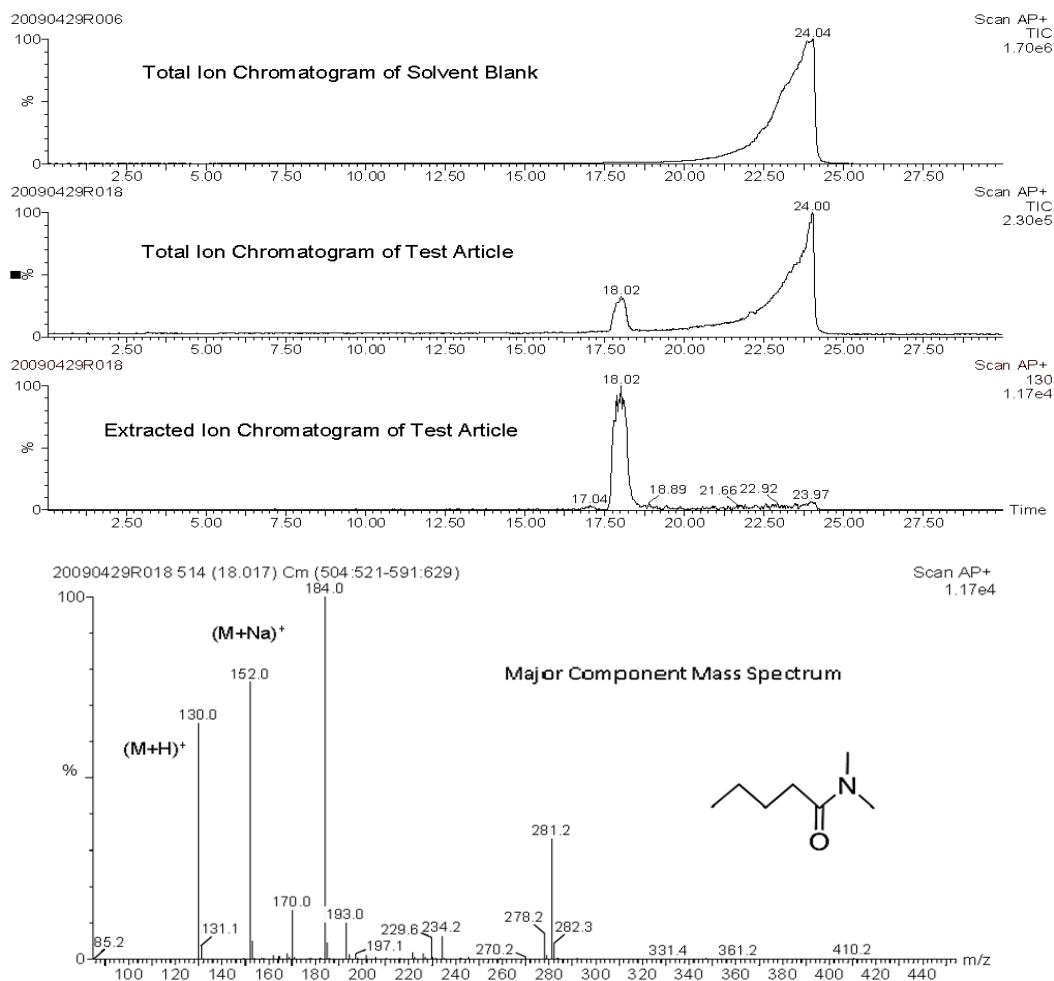 20090429R006
Scan AP+
TIC
1.70e6
100
24.04
Total Ion Chromatogram of Solvent Blank
%
0
2.50 5.00 7.50 10.00 12.50 15.00 17.50 20.00 22.50 25.00 27.50
20090429R018
Scan AP+
TIC
2.30e5
100
24.00
Total Ion Chromatogram of Test Article
%
18.02
0
2.50 5.00 7.50 10.00 12.50 15.00 17.50 20.00 22.50 25.00 27.50
20090429R018
Scan AP+
130
1.17e4
100
18.02
Extracted Ion Chromatogram of Test Article
%
17.04 18.89 21.66 22.92 23.97
0
Time
2.50 5.00 7.50 10.00 12.50 15.00 17.50 20.00 22.50 25.00 27.50
20090429R018 514 (18.017) Cm (504:521-591:629)
Scan AP+
1.17e4
100
184.0
(M+Na)+
152.0
Major Component Mass Spectrum
130.0
(M+H)+
%
N
O
281.2
170.0
193.0
131.1
197.1
229.6
234.2
278.2
282.3
85.2
270.2
331.4
361.2
410.2
0
m/z
100 120 140 160 180 200 220 240 260 280 300 320 340 360 380 400 420 440